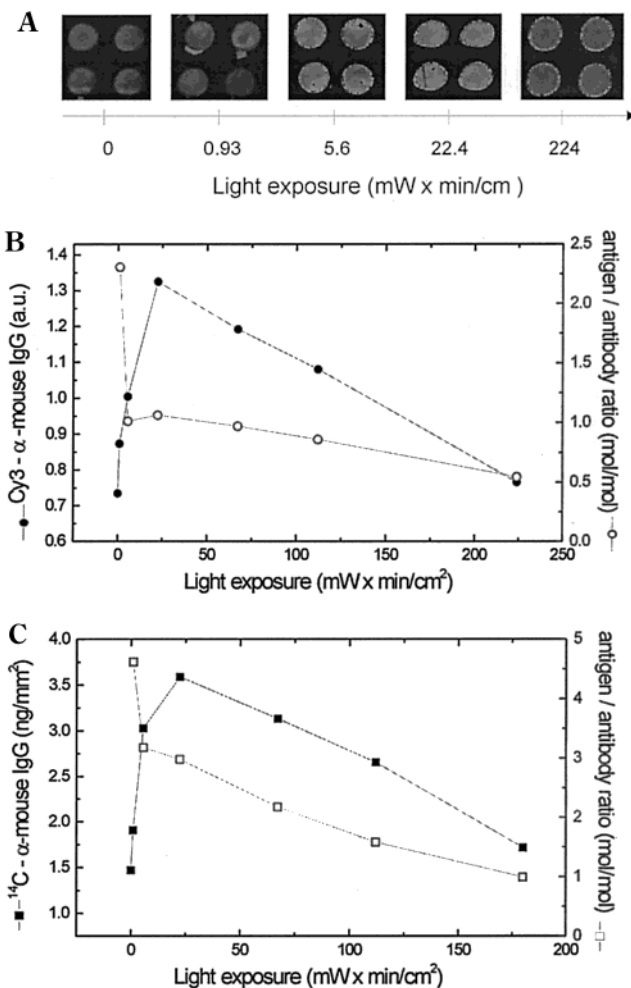 A
0 0.93 5.6 22.4 224
Light exposure (mW x min/cm )
B
Cy3 - α-mouse IgG (a.u.)
1.4
1.3
1.2
1.1
1.0
0.9
0.8
0.7
0.6
2.5
2.0
1.5
1.0
0.5
0.0
antigen / antibody ratio (mol/mol)
0 50 100 150 200 250
Light exposure (mW x min/cm²)
C
¹⁴C - α-mouse IgG (ng/mm²)
4.0
3.5
3.0
2.5
2.0
1.5
1.0
5
4
3
2
1
0
antigen / antibody ratio (mol/mol)
0 50 100 150 200
Light exposure (mW x min/cm²)